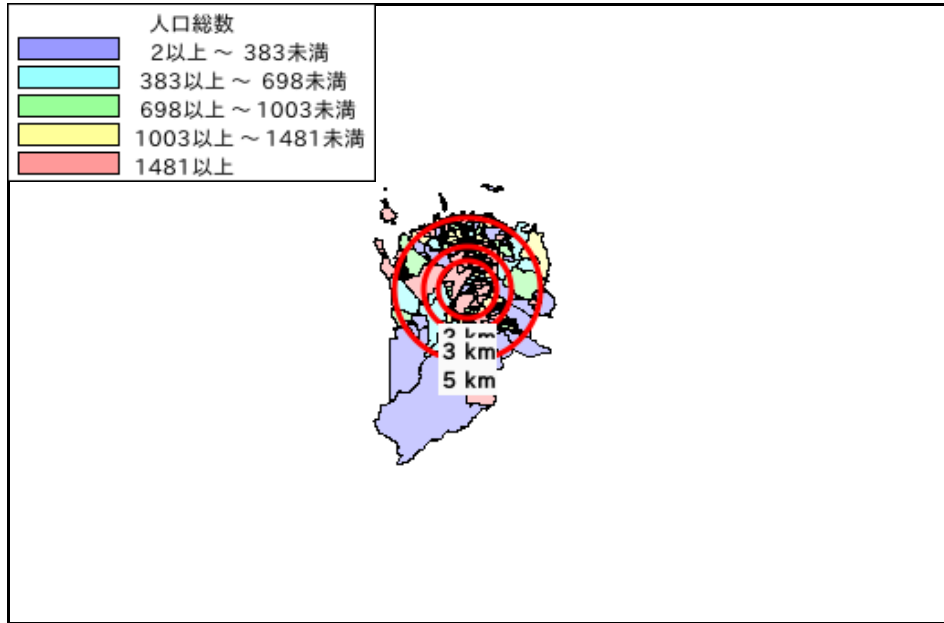 人口総数
2以上 ~ 383未満
383以上 ~ 698未満
698以上 ~ 1003未満
1003以上 ~ 1481未満
1481以上
3 km
5 km